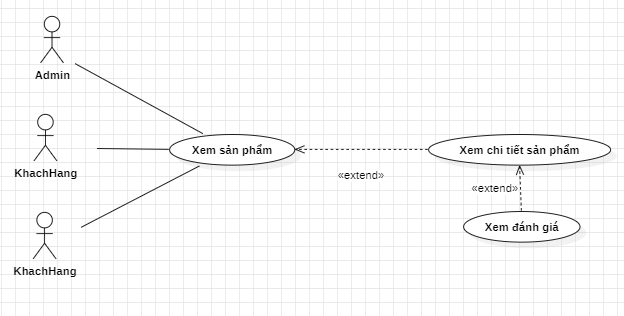 Admin
KhachHang
Xem sản phẩm
Xem chi tiết sản phẩm
«extend»
«extend»
Xem đánh giá
KhachHang